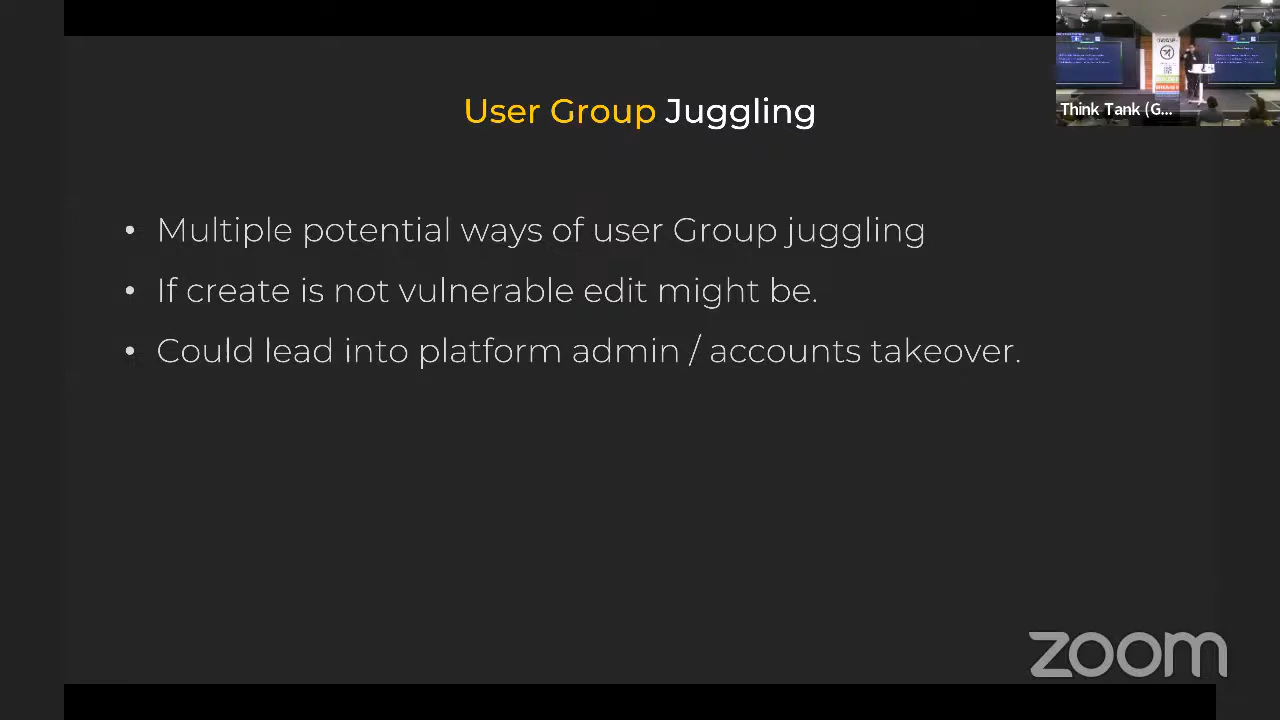 User Group Juggling
• Multiple potential ways of user Group juggling
• If create is not vulnerable edit might be.
• Could lead into platform admin / accounts takeover.
Think Tank (G...
zoom